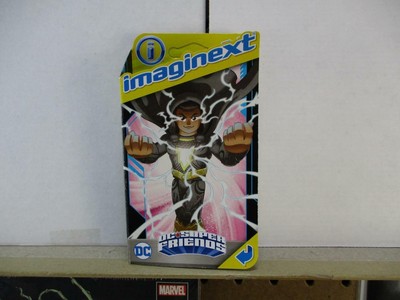 imaginext
DC SUPER
FRIENDS
DC
MARVEL